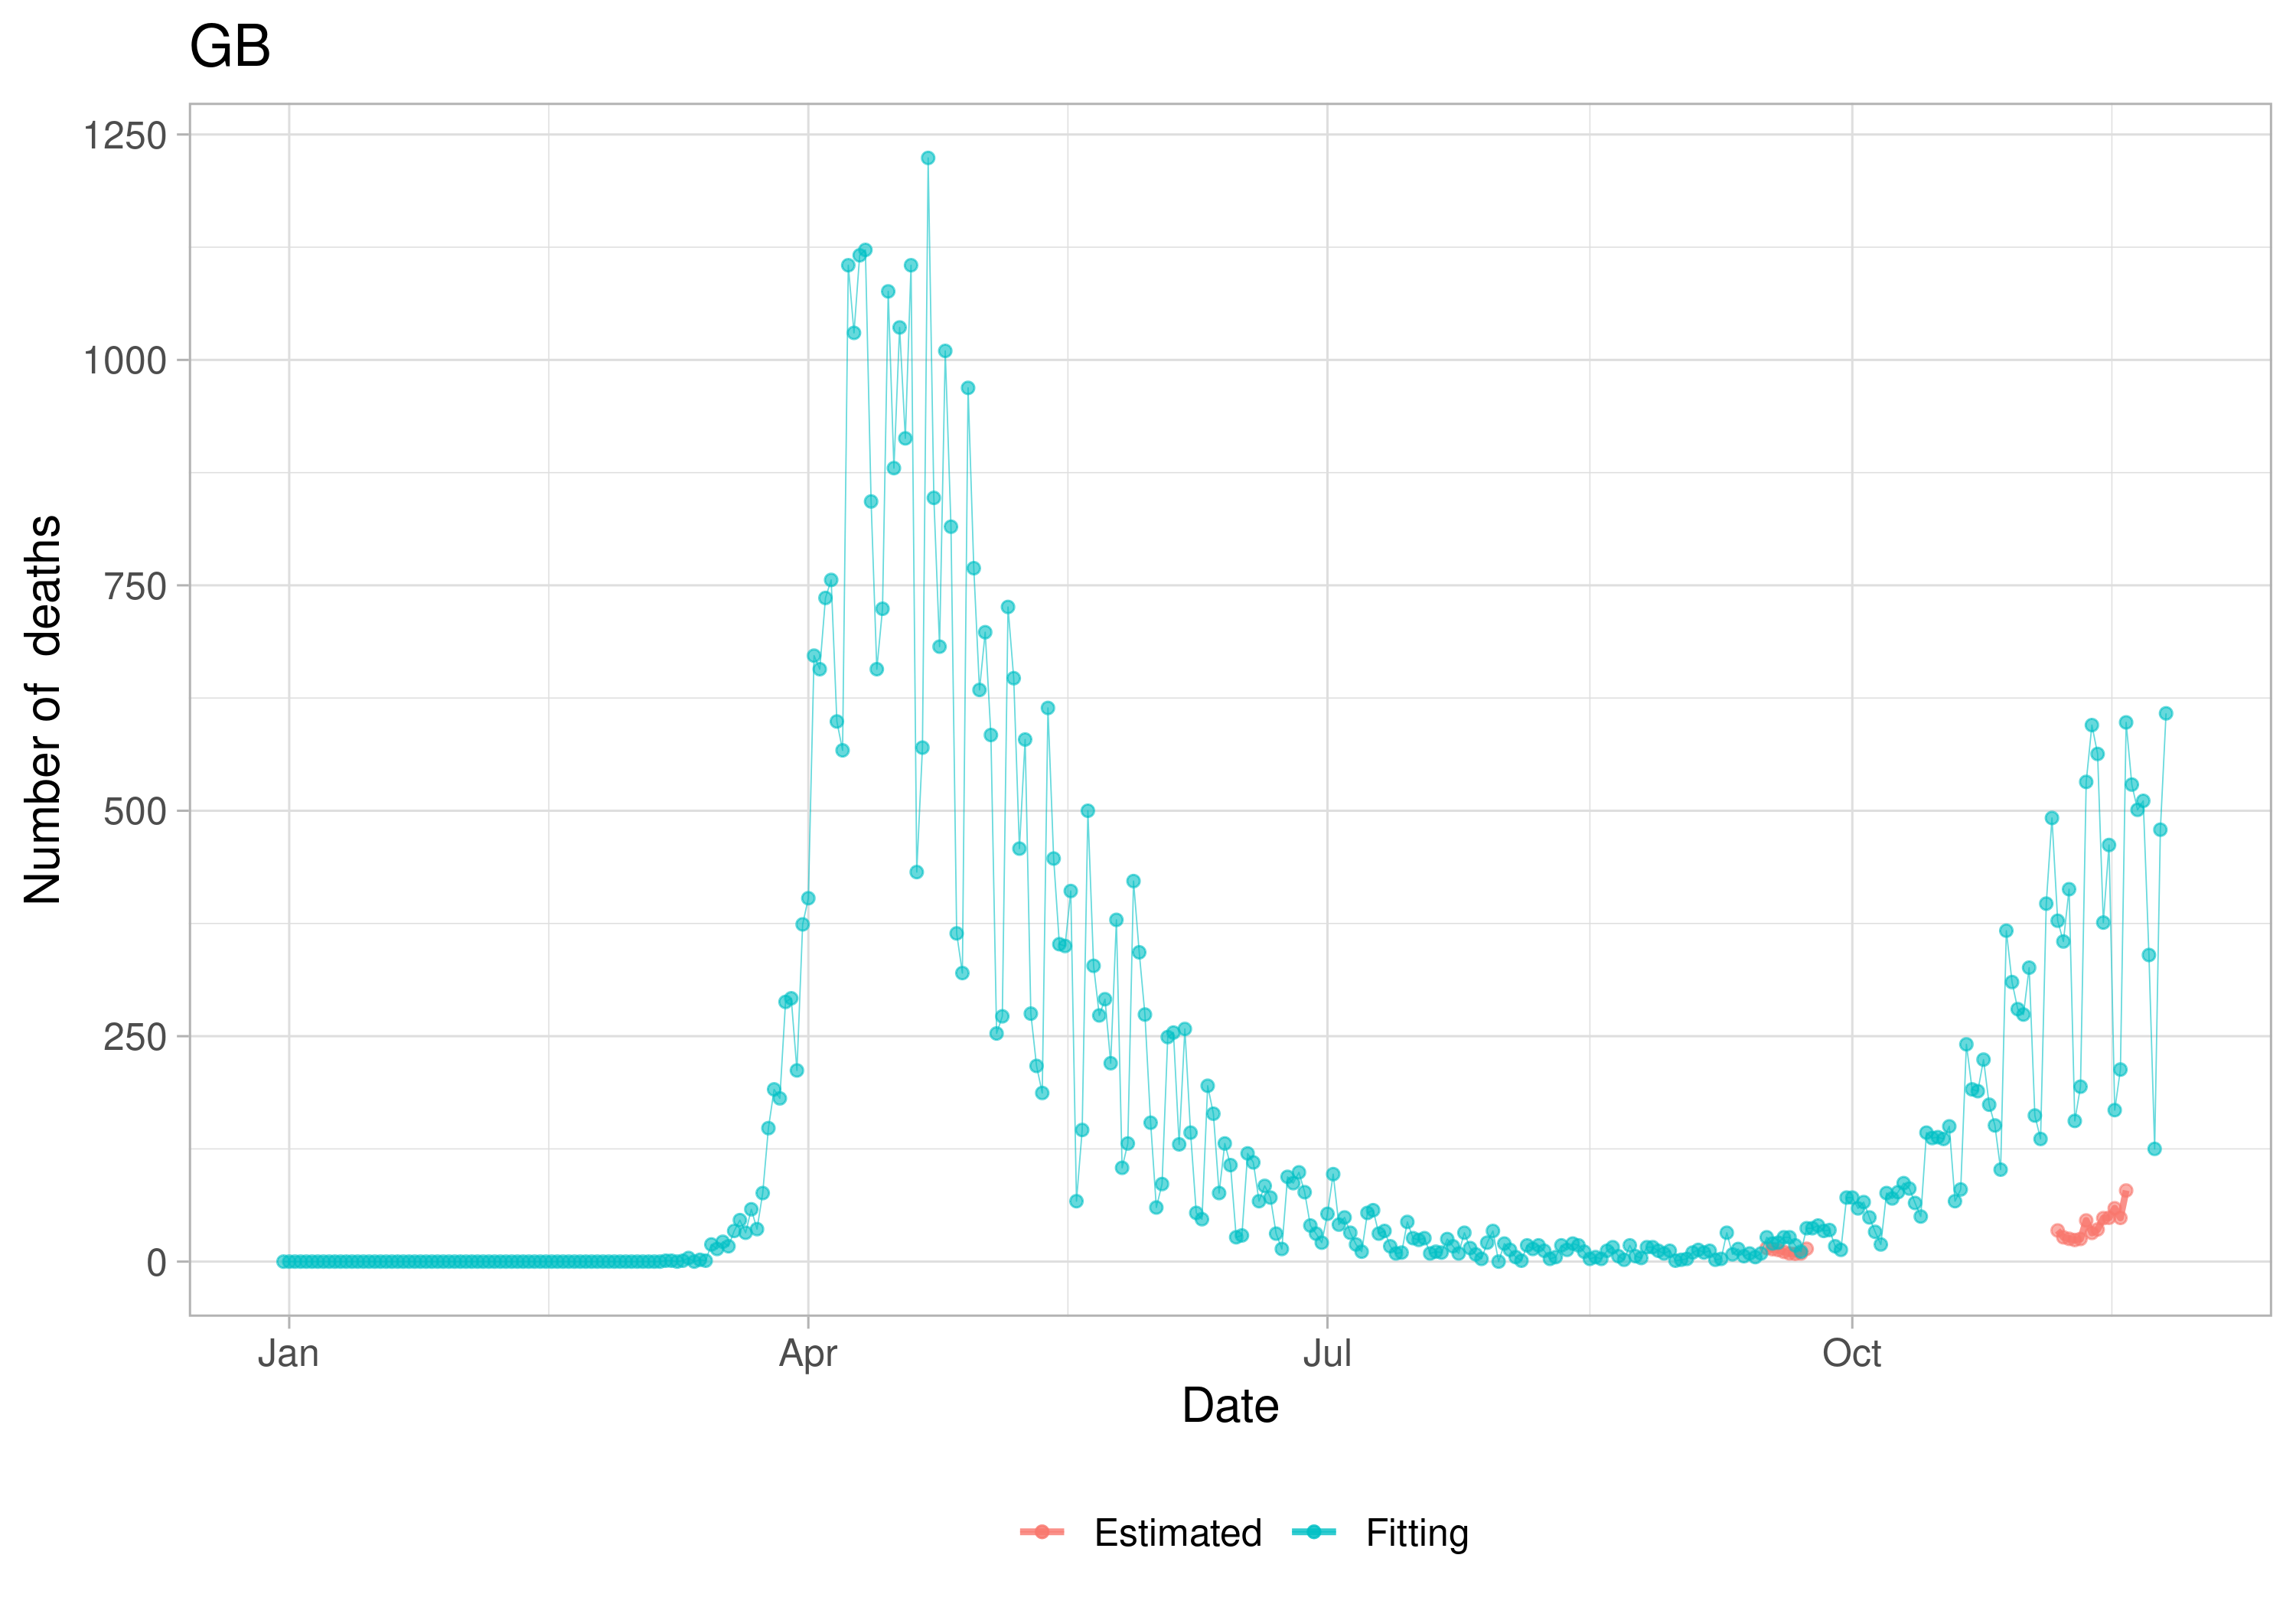 GB
1250
1000
750
500
250
0
Number of deaths
Jan Apr Jul Oct
Date
Estimated Fitting